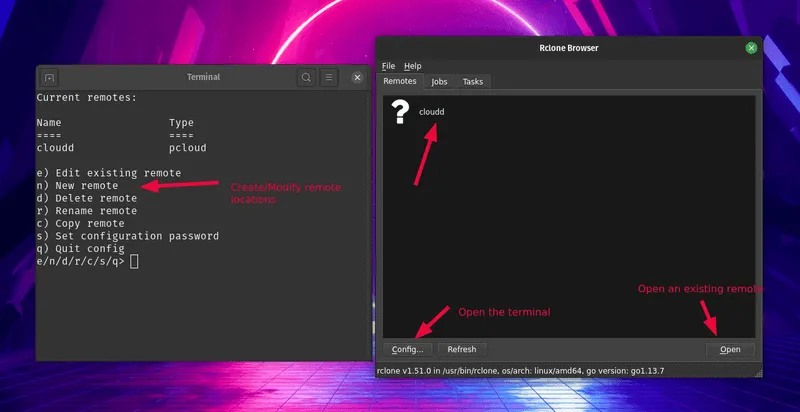 Terminal
Current remotes:
Name Type
==== ====
cloudd pcloud
e) Edit existing remote
n) New remote
d) Delete remote
r) Rename remote
c) Copy remote
s) Set configuration password
q) Quit config
e/n/d/r/c/s/q>
Create/Modify remote
locations
Rclone Browser
File Help
Remotes Jobs Tasks
? cloudd
Open an existing remote
Open the terminal
Config... Refresh Open
rclone v1.51.0 in /usr/bin/rclone, os/arch: linux/amd64, go version: go1.13.7